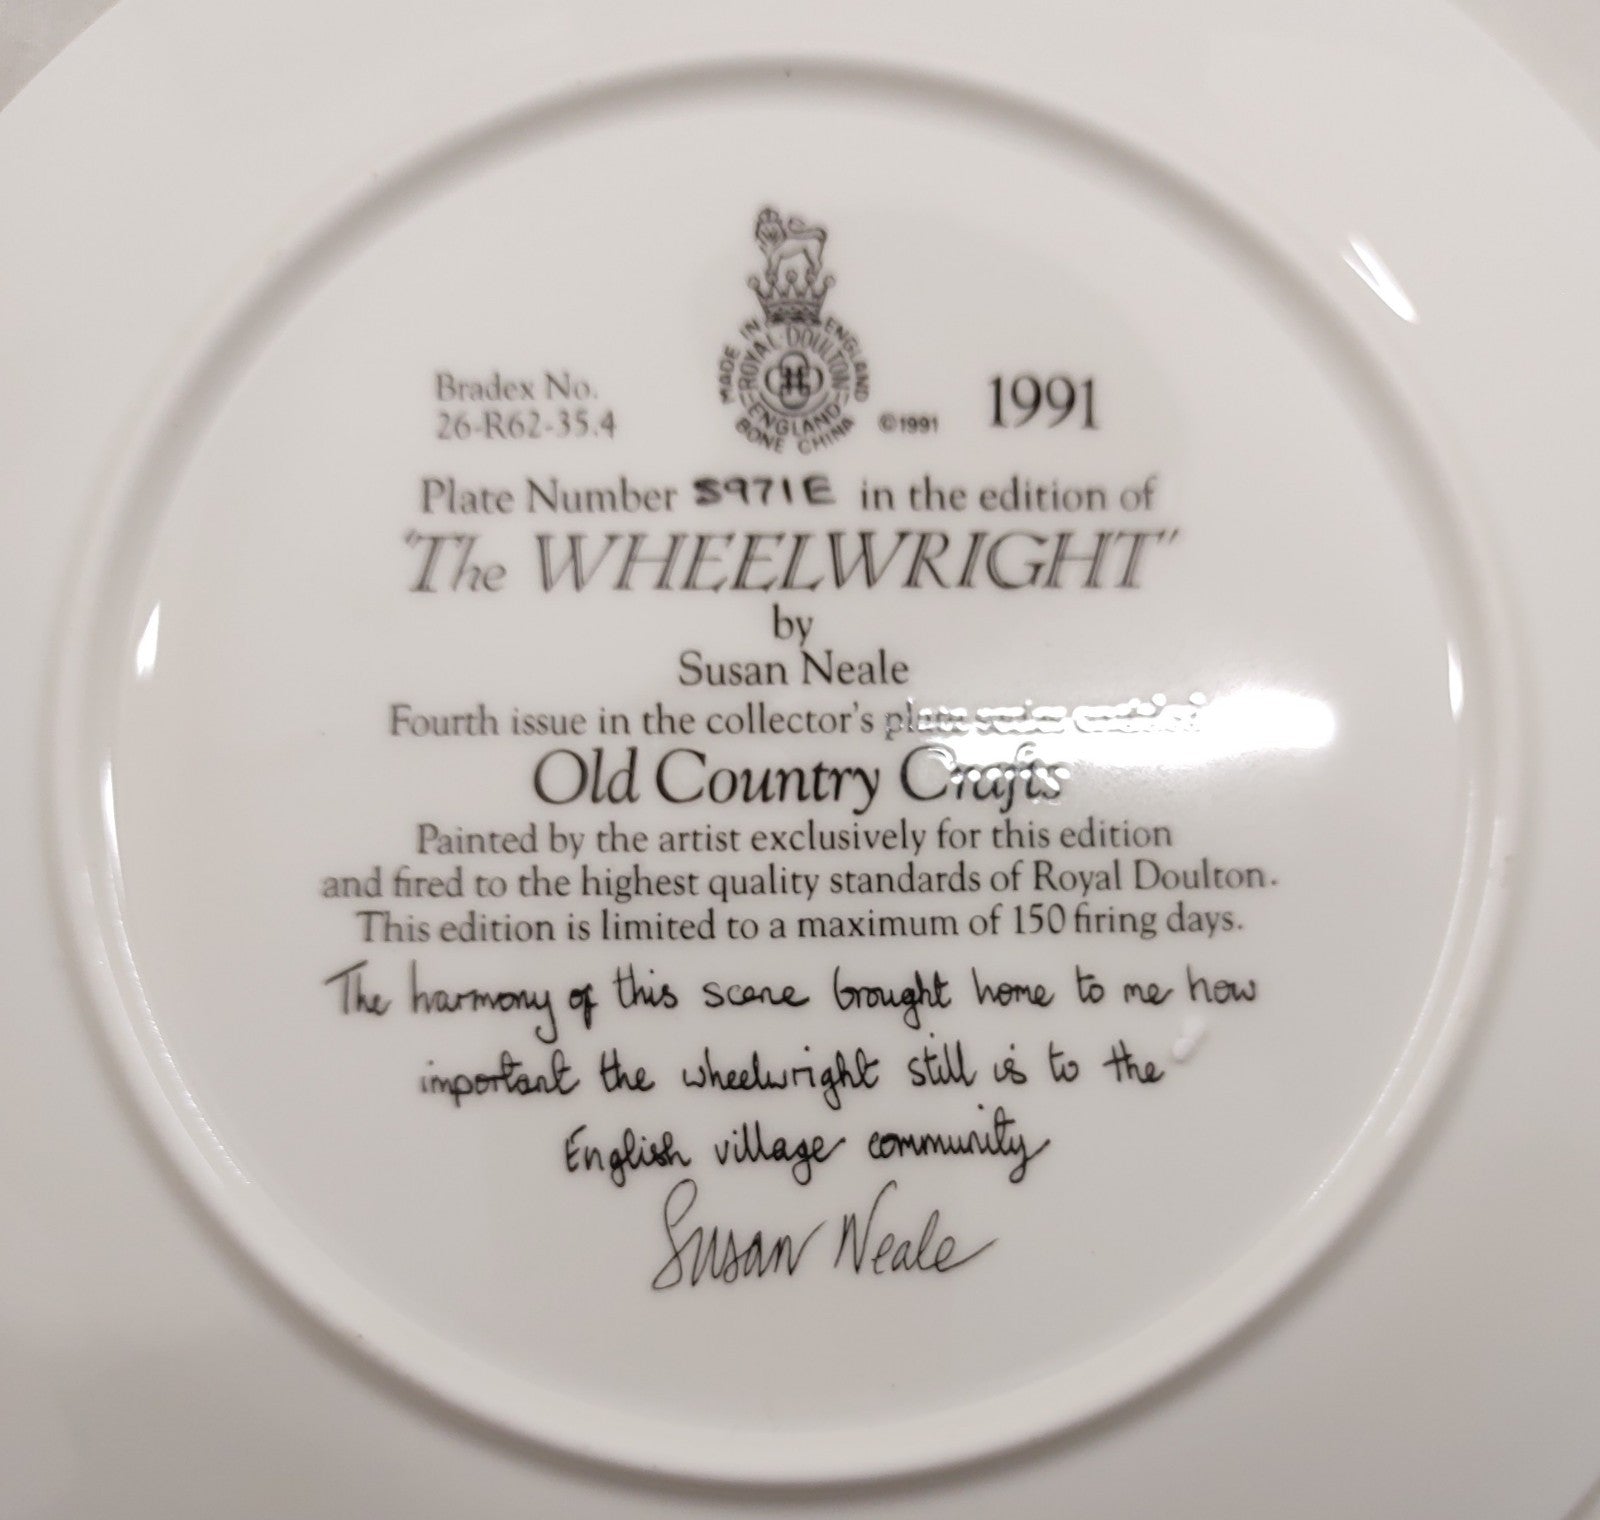 MADE IN ENGLAND
ROYAL DOULTON
ENGLAND
BONE CHINA
Bradex No.
26-R62-35.4
©1991
1991
Plate Number 5971E in the edition of
"The WHEELWRIGHT"
by
Susan Neale
Fourth issue in the collector's plate series entitled
Old Country Crafts
Painted by the artist exclusively for this edition
and fired to the highest quality standards of Royal Doulton.
This edition is limited to a maximum of 150 firing days.
The harmony of this scene brought home to me how
important the wheelwright still is to the
English village community
Susan Neale